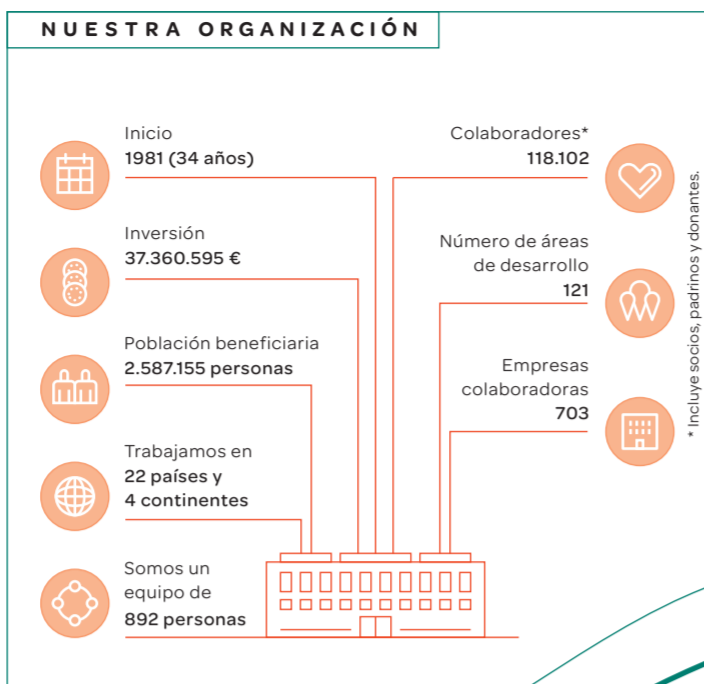 NUESTRA ORGANIZACIÓN
Inicio
1981 (34 años)
Inversión
37.360.595 €
Población beneficiaria
2.587.155 personas
Trabajamos en
22 países y
4 continentes
Somos un
equipo de
892 personas
Colaboradores*
118.102
Número de áreas
de desarrollo
121
Empresas
colaboradoras
703
* Incluye socios, padrinos y donantes.